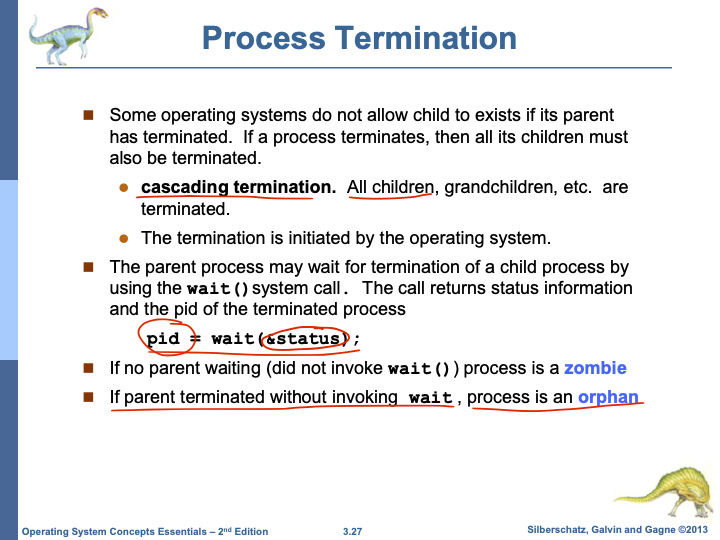 Process Termination
Some operating systems do not allow child to exists if its parent
has terminated. If a process terminates, then all its children must
also be terminated.
cascading termination. All children, grandchildren, etc. are
terminated.
The termination is initiated by the operating system.
The parent process may wait for termination of a child process by
using the wait() system call. The call returns status information
and the pid of the terminated process
pid = wait(&status);
If no parent waiting (did not invoke wait()) process is a zombie
If parent terminated without invoking wait, process is an orphan
Operating System Concepts Essentials – 2nd Edition
3.27
Silberschatz, Galvin and Gagne ©2013